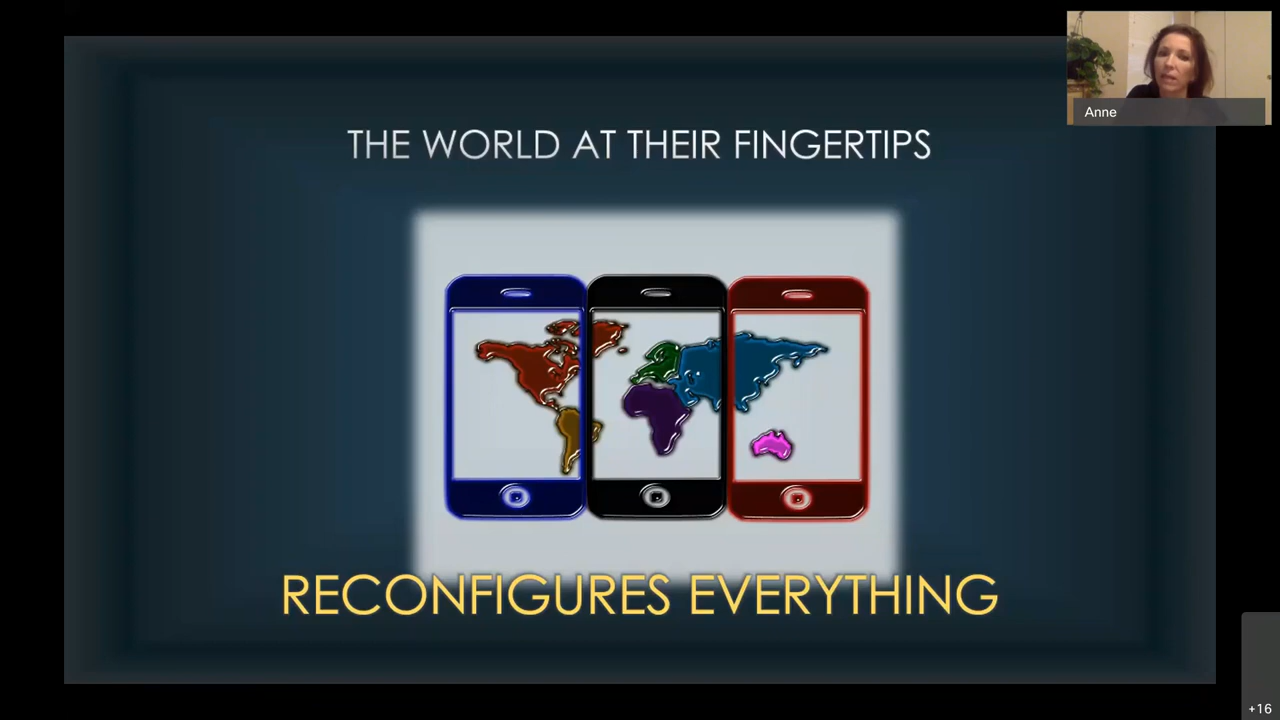 Anne
THE WORLD AT THEIR FINGERTIPS
RECONFIGURES EVERYTHING
+16